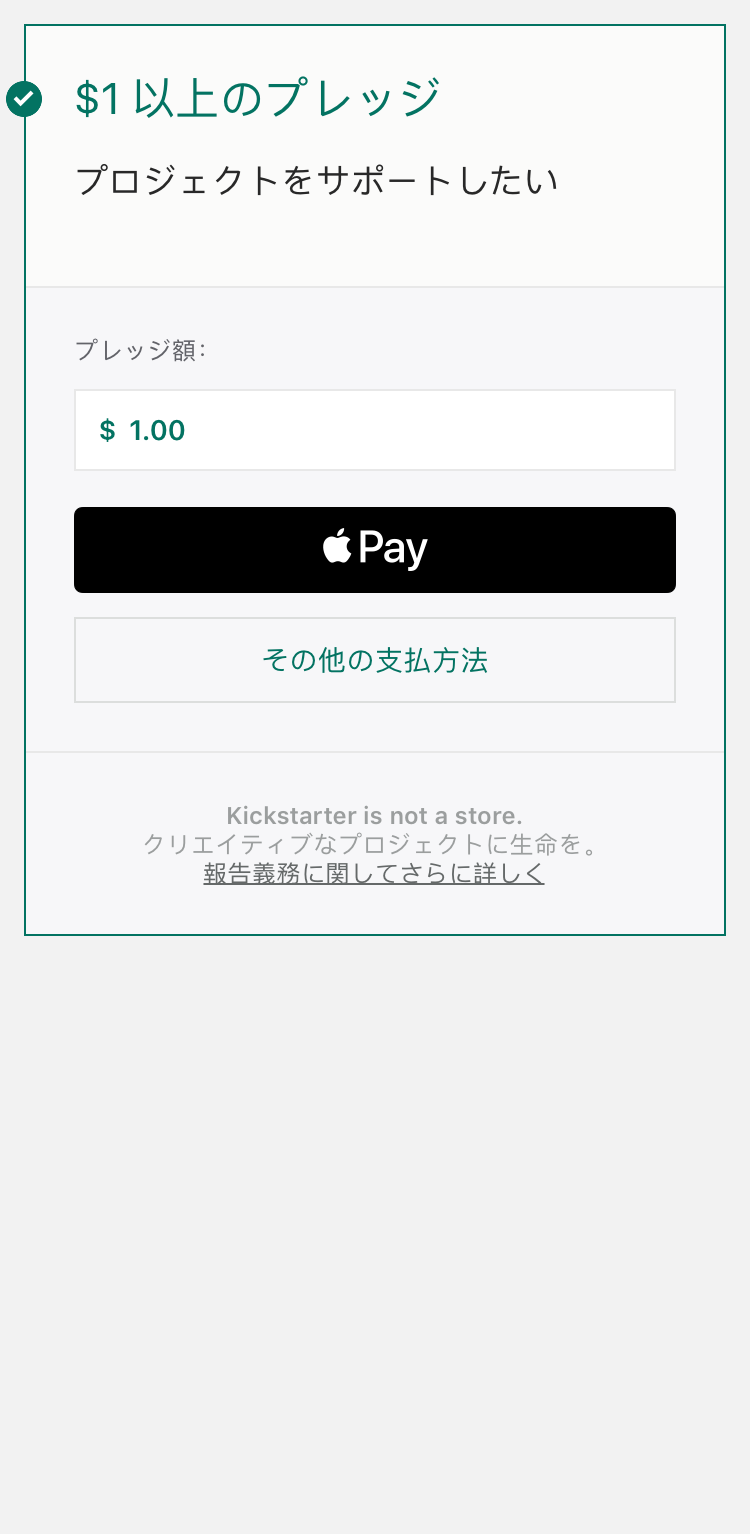 $1 以上のプレッジ
プロジェクトをサポートしたい
プレッジ額:
$ 1.00
Pay
その他の支払方法
Kickstarter is not a store.
クリエイティブなプロジェクトに生命を。
報告義務に関してさらに詳しく